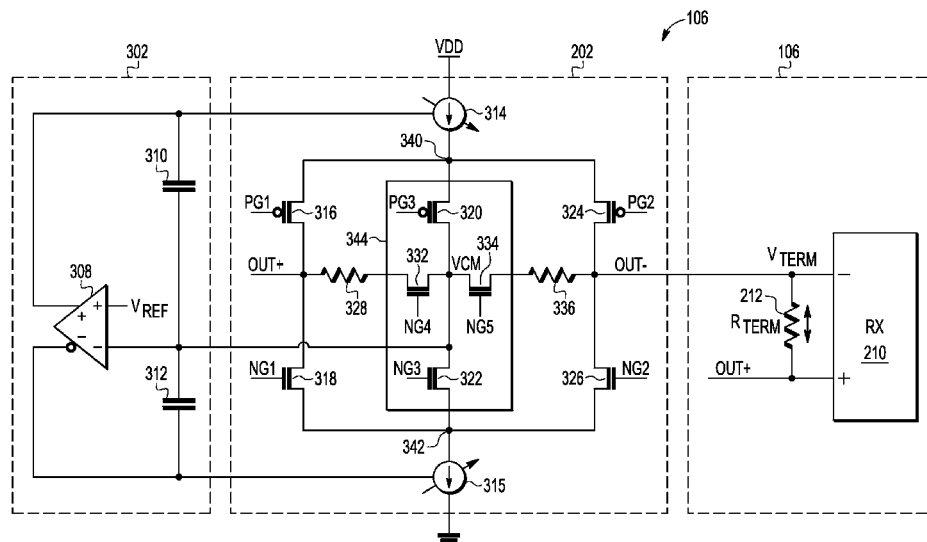 106
302
202
106
VDD
314
340
310
PG1
316
PG3
320
324
PG2
344
332
VCM
334
OUT+
OUT-
VTERM
308
328
336
212
+
VREF
+
-
-
NG4
NG5
RTERM
-
RX
210
NG1
318
NG3
322
326
NG2
OUT+
+
312
342
315